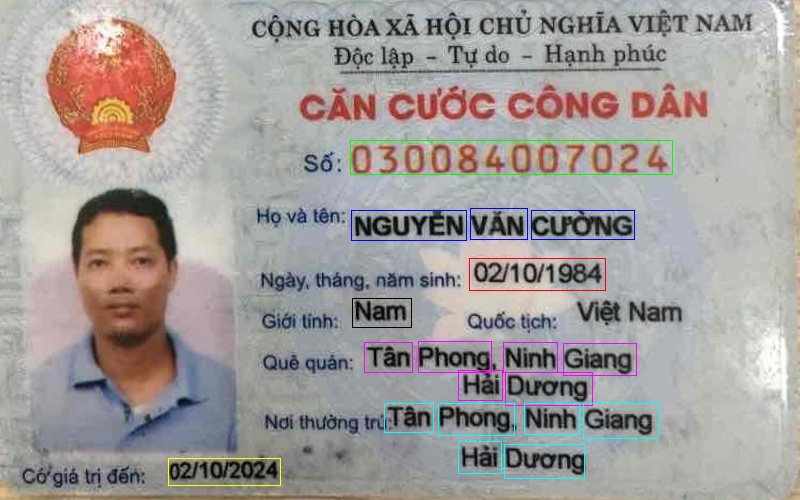 CỘNG HÒA XÃ HỘI CHỦ NGHĨA VIỆT NAM
Độc lập - Tự do - Hạnh phúc
CĂN CƯỚC CÔNG DÂN
Số: 030084007024
Họ và tên: NGUYỄN VĂN CƯỜNG
Ngày, tháng, năm sinh: 02/10/1984
Giới tính: Nam Quốc tịch: Việt Nam
Quê quán: Tân Phong, Ninh Giang
Hải Dương
Nơi thường trú: Tân Phong, Ninh Giang
Hải Dương
Có giá trị đến: 02/10/2024